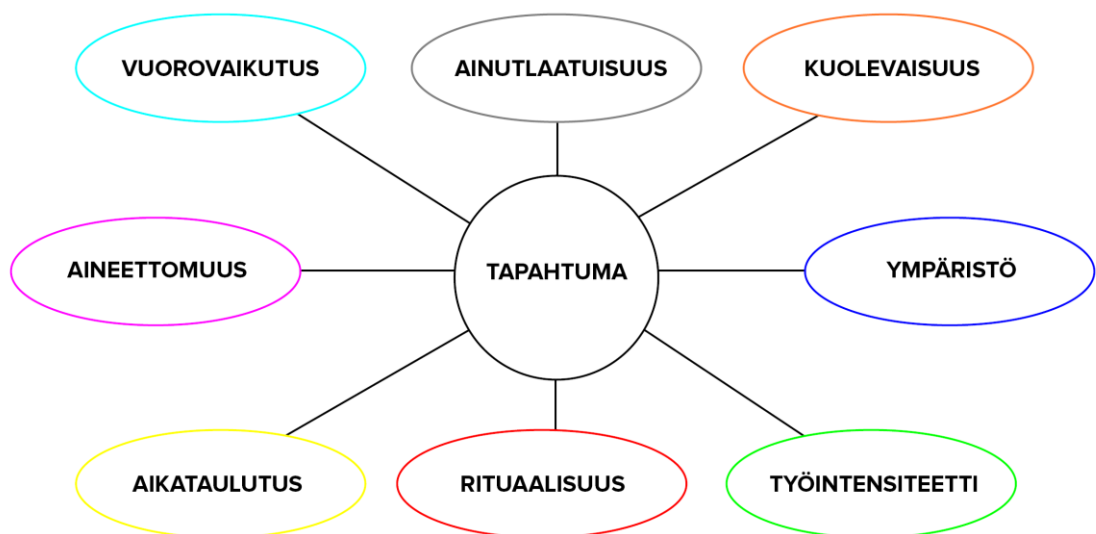 VUOROVAIKUTUS
AINUTLAATUISUUS
KUOLEVAISUUS
AINEETTOMUUS
TAPAHTUMA
YMPÄRISTÖ
AIKATAULUTUS
RITUAALISUUS
TYÖINTENSITEETTI